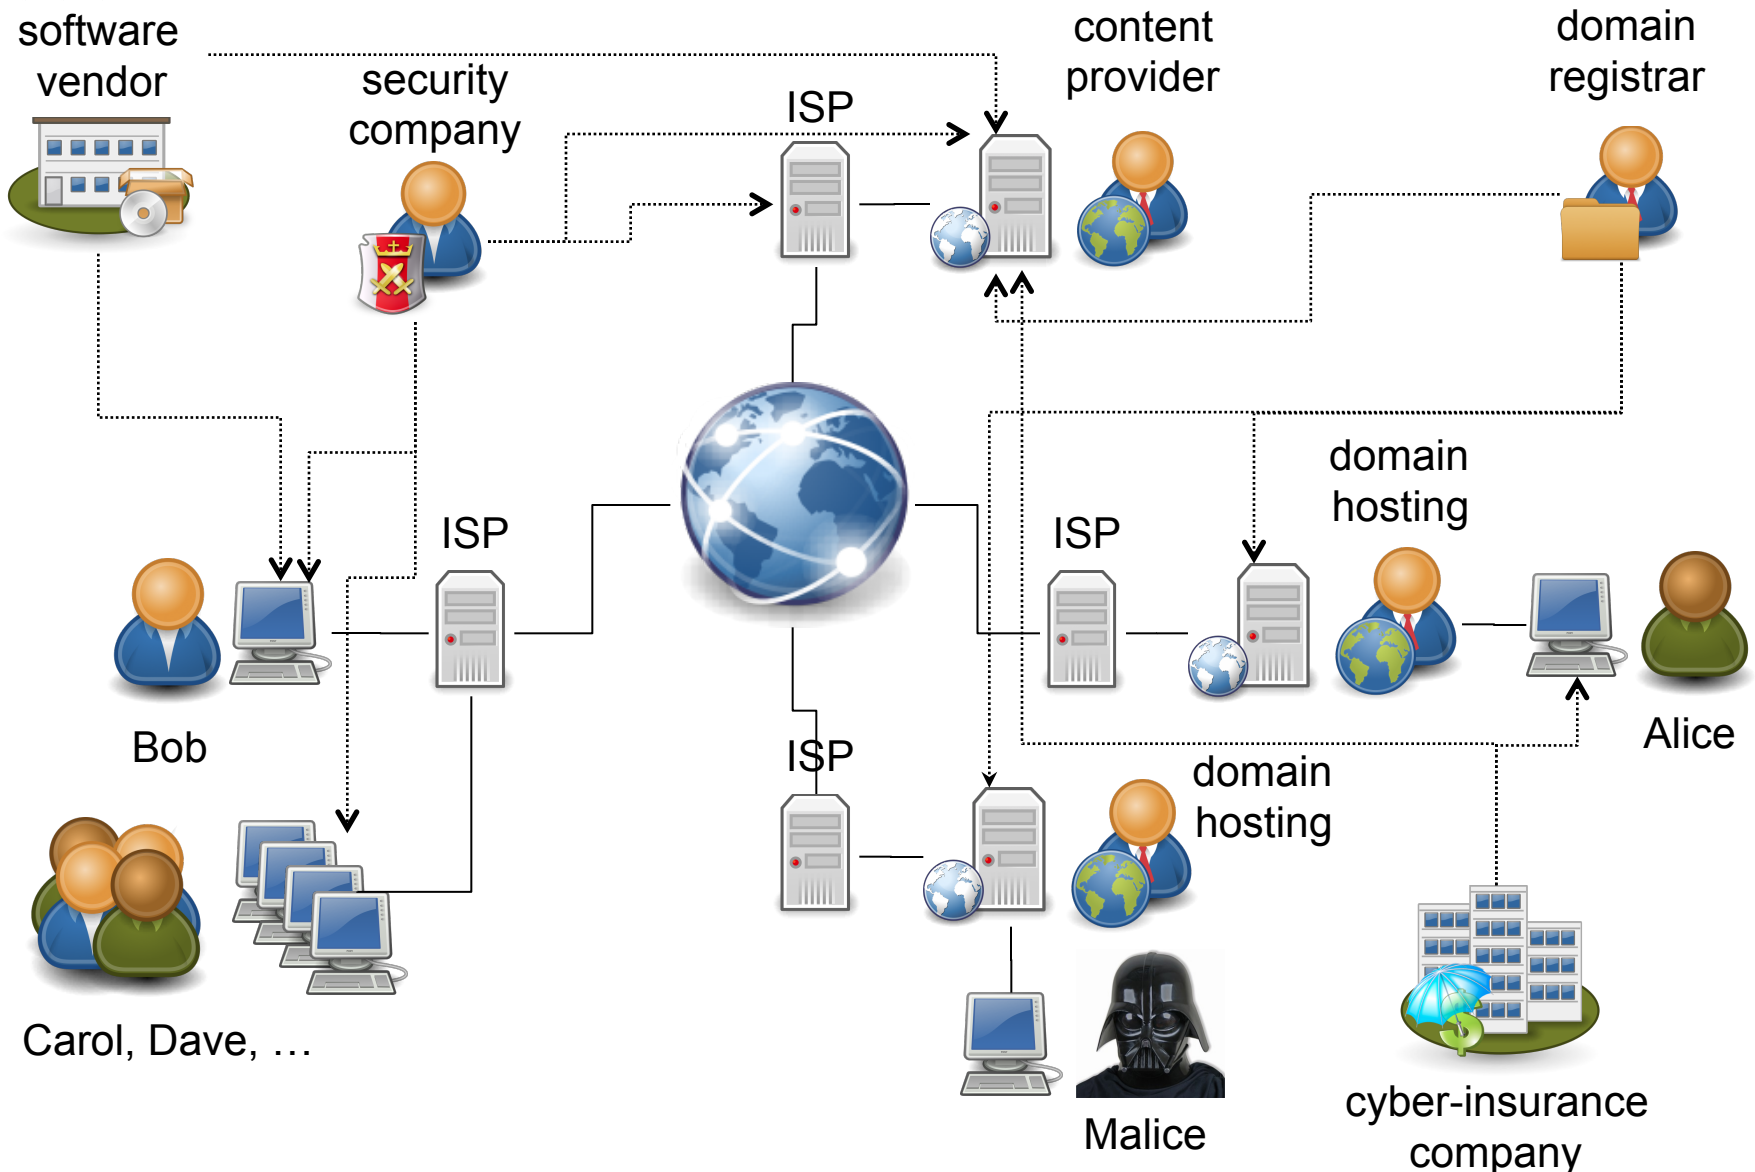 software
vendor
security
company
ISP
content
provider
domain
registrar
ISP
ISP
domain
hosting
Bob
Alice
ISP
domain
hosting
Carol, Dave, …
Malice
cyber-insurance
company